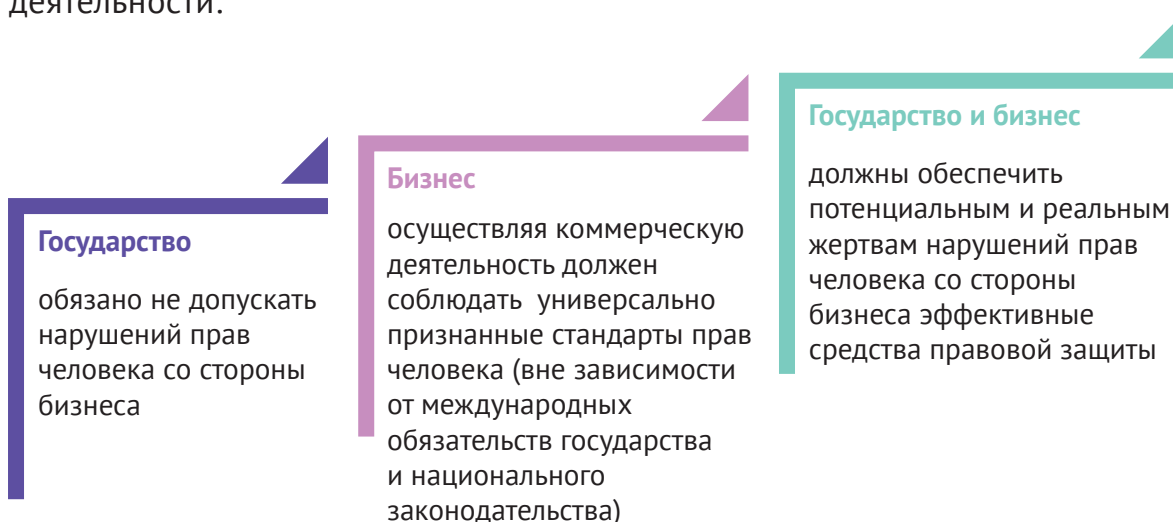 деятельности:
Государство
обязано не допускать
нарушений прав
человека со стороны
бизнеса
Бизнес
осуществляя коммерческую
деятельность должен
соблюдать универсально
признанные стандарты прав
человека (вне зависимости
от международных
обязательств государства
и национального
законодательства)
Государство и бизнес
должны обеспечить
потенциальным и реальным
жертвам нарушений прав
человека со стороны
бизнеса эффективные
средства правовой защиты